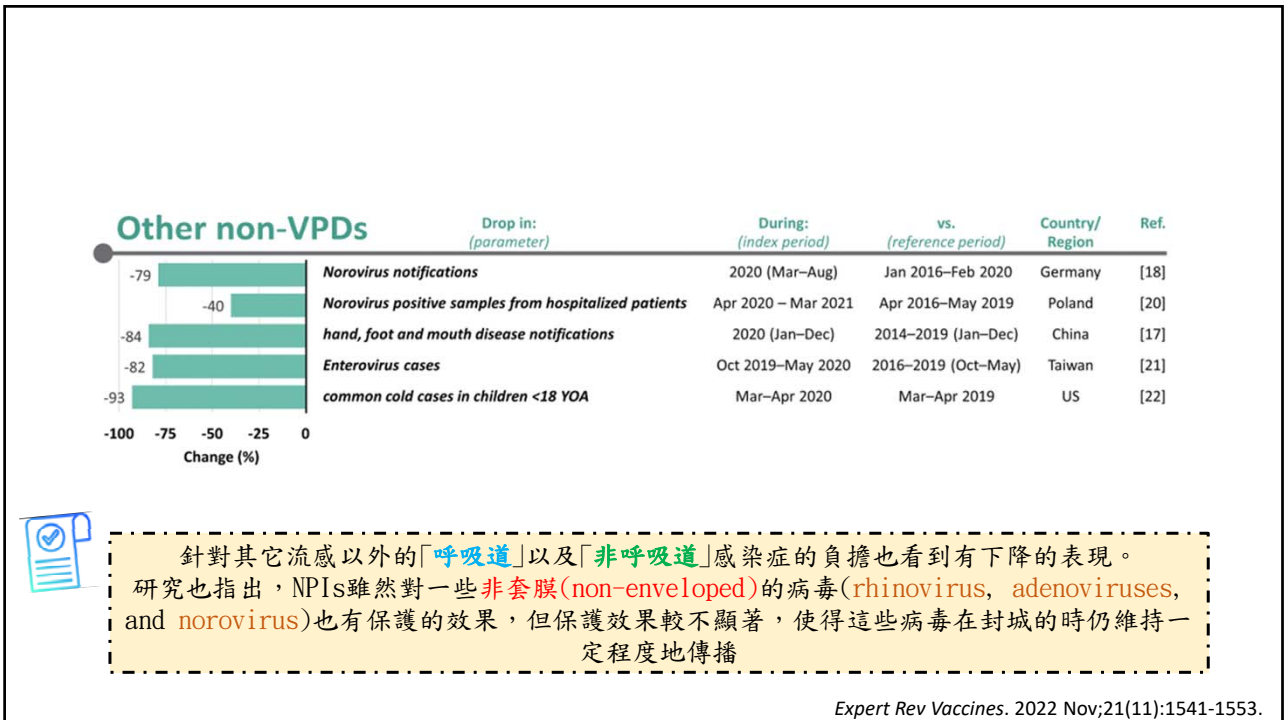 Other non-VPDs Drop in: During: vs. Country/ Ref.
(parameter) (index period) (reference period) Region
-79 Norovirus notifications 2020 (Mar–Aug) Jan 2016–Feb 2020 Germany [18]
-40 Norovirus positive samples from hospitalized patients Apr 2020 – Mar 2021 Apr 2016–May 2019 Poland [20]
-84 hand, foot and mouth disease notifications 2020 (Jan–Dec) 2014–2019 (Jan–Dec) China [17]
-82 Enterovirus cases Oct 2019–May 2020 2016–2019 (Oct–May) Taiwan [21]
-93 common cold cases in children <18 YOA Mar–Apr 2020 Mar–Apr 2019 US [22]
-100 -75 -50 -25 0
Change (%)
針對其它流感以外的「呼吸道」以及「非呼吸道」感染症的負擔也看到有下降的表現。
研究也指出，NPIs雖然對一些非套膜(non-enveloped)的病毒(rhinovirus, adenoviruses,
and norovirus)也有保護的效果，但保護效果較不顯著，使得這些病毒在封城的時仍維持一
定程度地傳播
Expert Rev Vaccines. 2022 Nov;21(11):1541-1553.